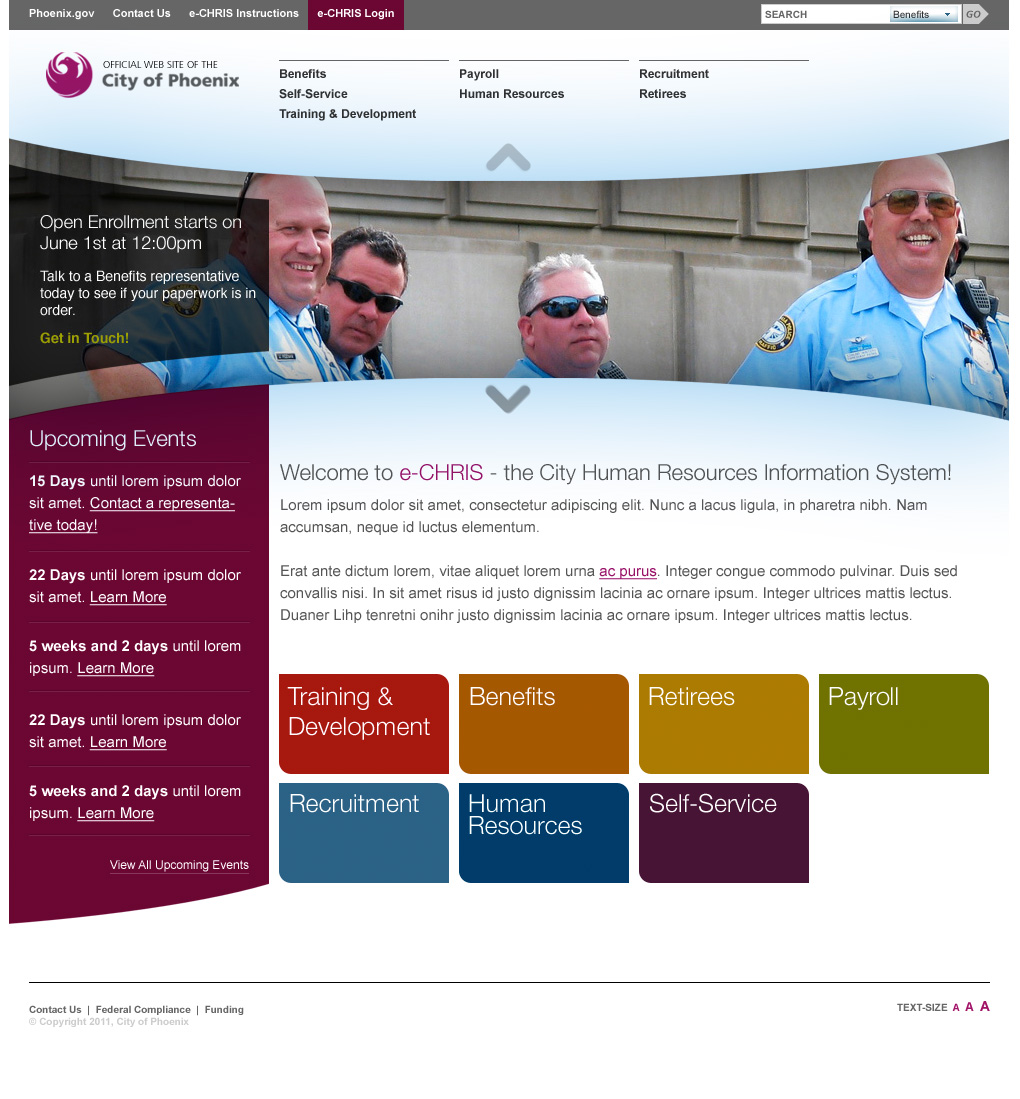 Phoenix.gov Contact Us e-CHRIS Instructions e-CHRIS Login SEARCH Benefits GO
OFFICIAL WEB SITE OF THE
City of Phoenix
Benefits
Self-Service
Training & Development
Payroll
Human Resources
Recruitment
Retirees
Open Enrollment starts on
June 1st at 12:00pm
Talk to a Benefits representative
today to see if your paperwork is in
order.
Get in Touch!
Upcoming Events
15 Days until lorem ipsum dolor
sit amet. Contact a representa-
tive today!
22 Days until lorem ipsum dolor
sit amet. Learn More
5 weeks and 2 days until lorem
ipsum. Learn More
22 Days until lorem ipsum dolor
sit amet. Learn More
5 weeks and 2 days until lorem
ipsum. Learn More
View All Upcoming Events
Welcome to e-CHRIS - the City Human Resources Information System!
Lorem ipsum dolor sit amet, consectetur adipiscing elit. Nunc a lacus ligula, in pharetra nibh. Nam
accumsan, neque id luctus elementum.
Erat ante dictum lorem, vitae aliquet lorem urna ac purus. Integer congue commodo pulvinar. Duis sed
convallis nisi. In sit amet risus id justo dignissim lacinia ac ornare ipsum. Integer ultrices mattis lectus.
Duaner Lihp tenretni onihr justo dignissim lacinia ac ornare ipsum. Integer ultrices mattis lectus.
Training &
Development
Benefits
Retirees
Payroll
Recruitment
Human
Resources
Self-Service
Contact Us | Federal Compliance | Funding
© Copyright 2011, City of Phoenix
TEXT-SIZE A A A